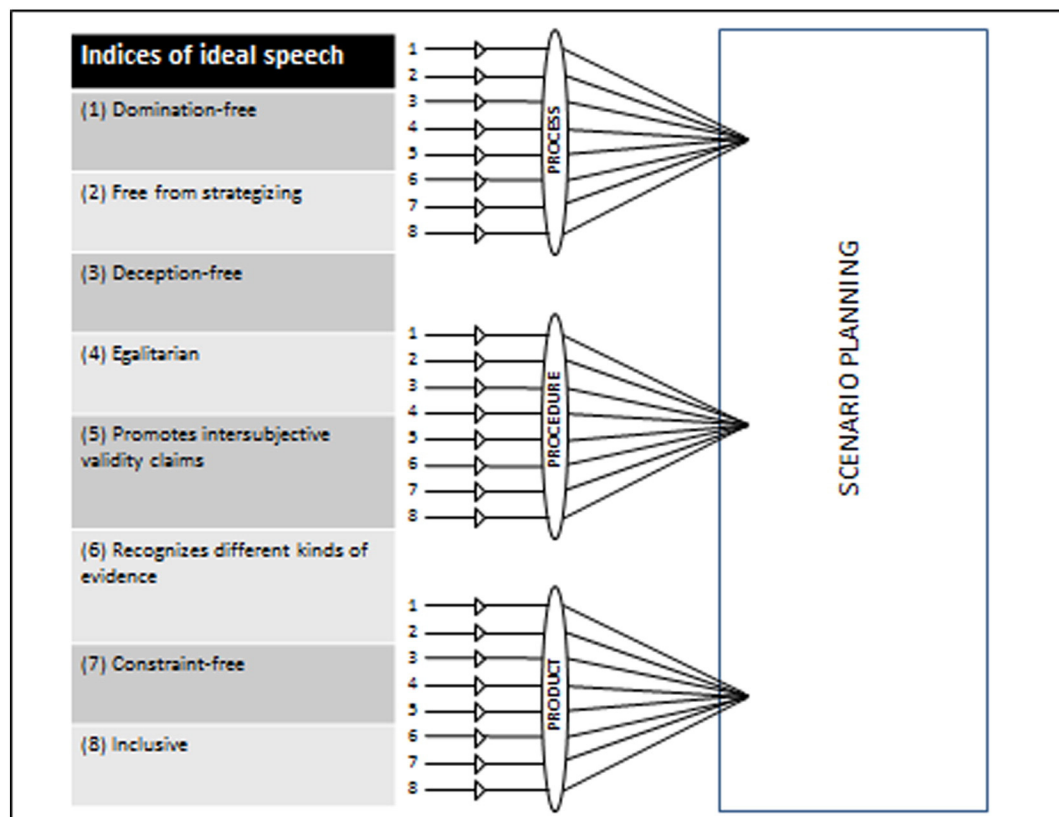 Indices of ideal speech
(1) Domination-free
(2) Free from strategizing
(3) Deception-free
(4) Egalitarian
(5) Promotes intersubjective
validity claims
(6) Recognizes different kinds of
evidence
(7) Constraint-free
(8) Inclusive
1
2
3
4
5
6
7
8
PROCESS
1
2
3
4
5
6
7
8
PROCEDURE
1
2
3
4
5
6
7
8
PRODUCT
SCENARIO PLANNING